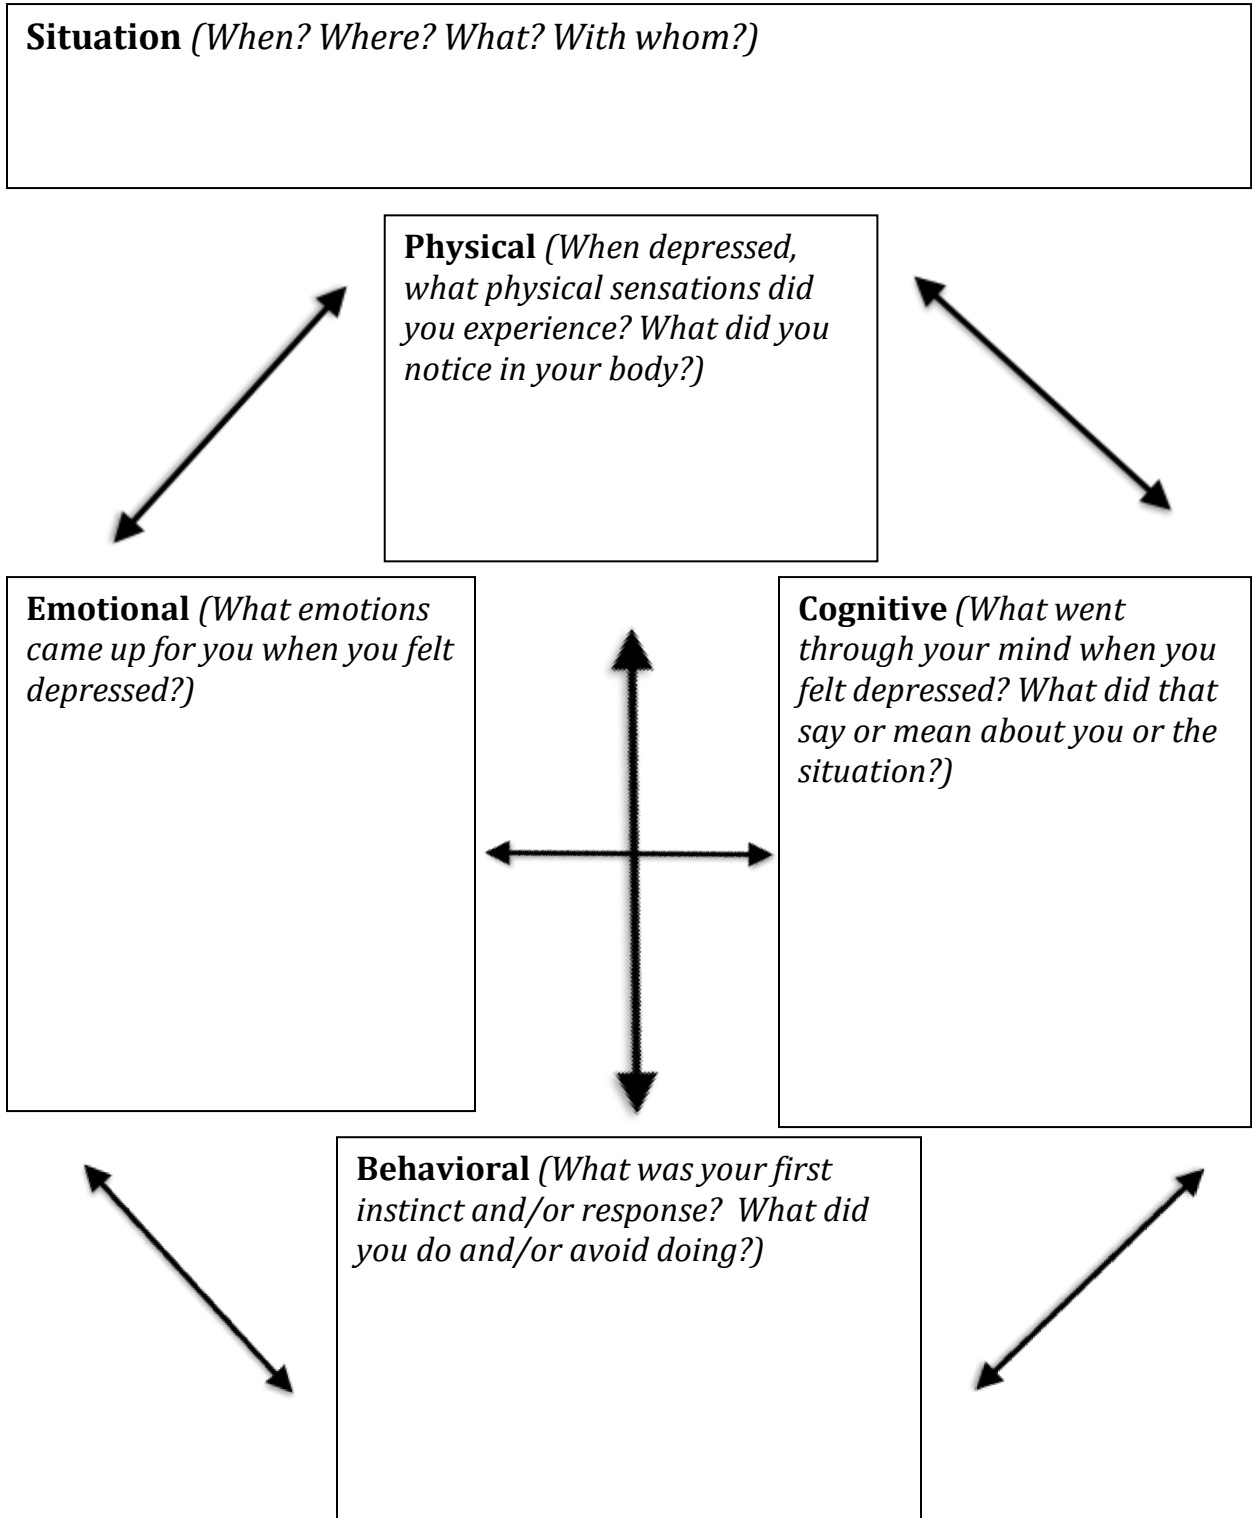 Situation (When? Where? What? With whom?)
Physical (When depressed,
what physical sensations did
you experience? What did you
notice in your body?)
Emotional (What emotions
came up for you when you felt
depressed?)
Cognitive (What went
through your mind when you
felt depressed? What did that
say or mean about you or the
situation?)
Behavioral (What was your first
instinct and/or response?  What did
you do and/or avoid doing?)